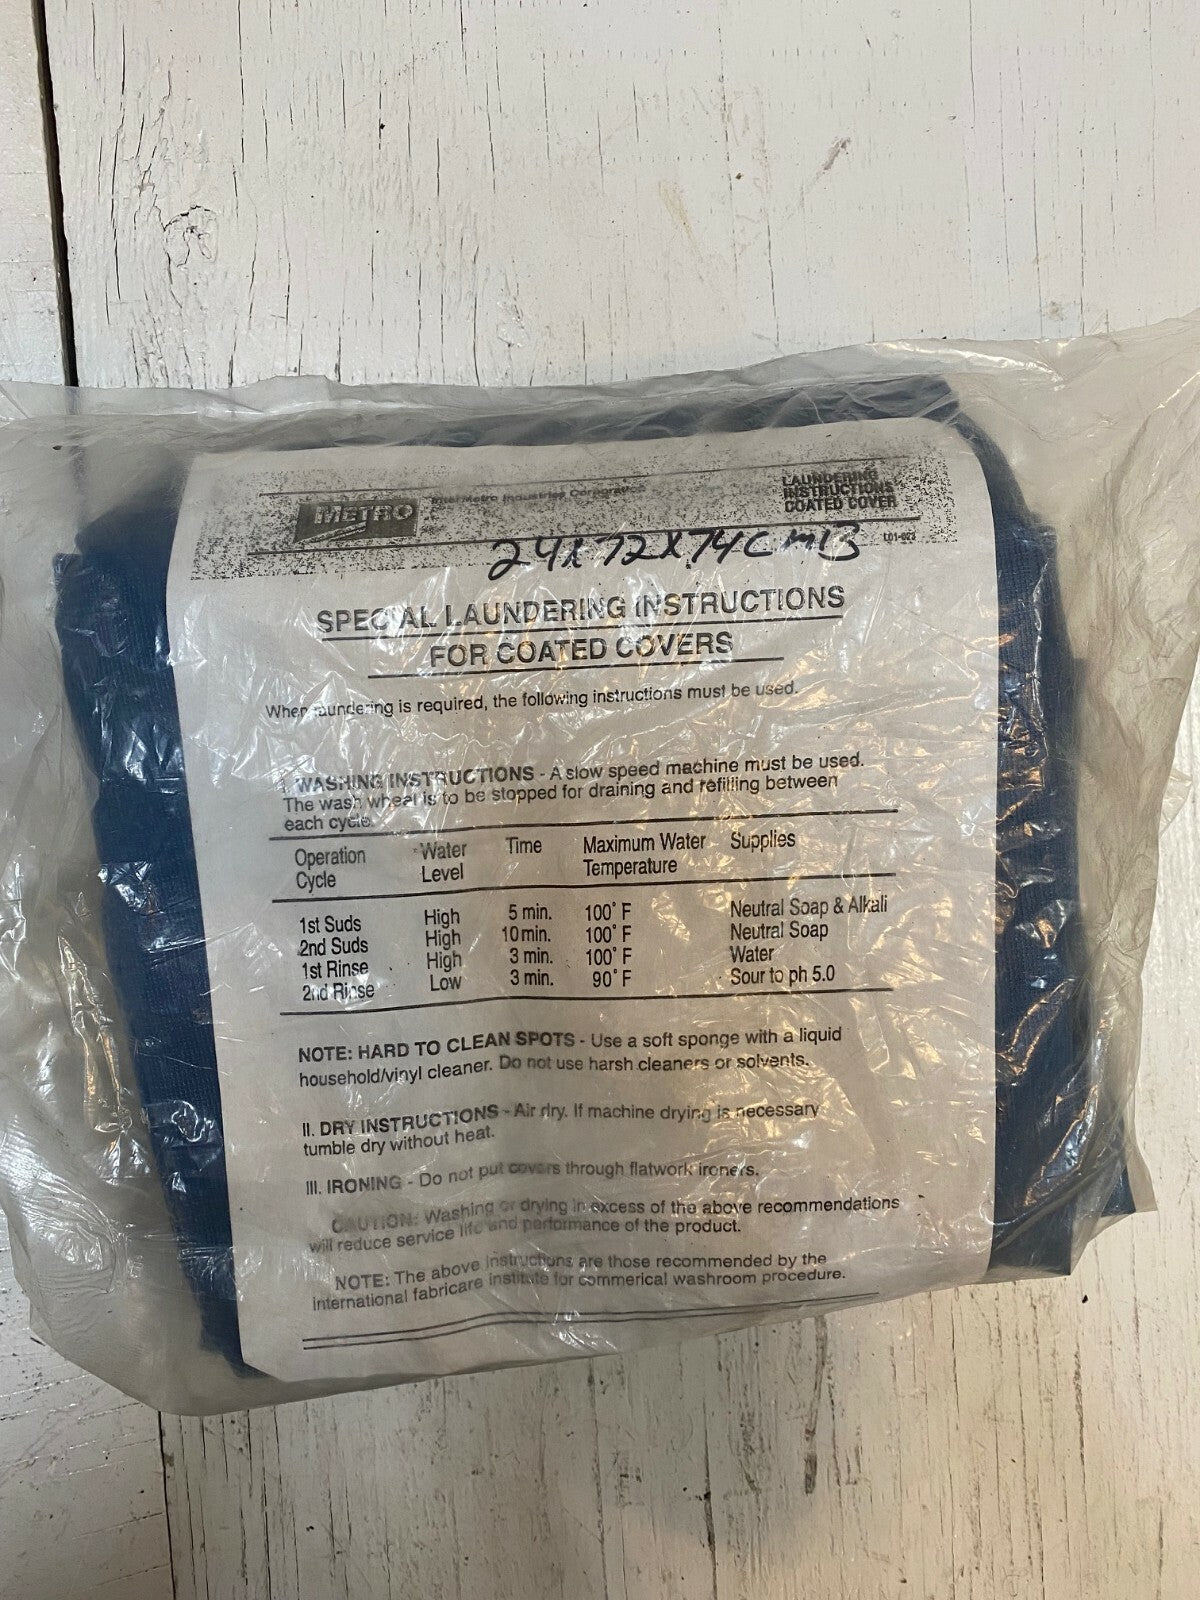 METRO
InterMetro Industries Corporation
LAUNDERING
INSTRUCTIONS
COATED COVER
L01-023
24X72X74C
SPECIAL LAUNDERING INSTRUCTIONS
FOR COATED COVERS
When laundering is required, the following instructions must be used.
I. WASHING INSTRUCTIONS - A slow speed machine must be used.
The wash wheel is to be stopped for draining and refilling between
each cycle.
Operation Water Time Maximum Water Supplies
Cycle Level Temperature
1st Suds High 5 min. 100° F Neutral Soap & Alkali
2nd Suds High 10 min. 100° F Neutral Soap
1st Rinse High 3 min. 100° F Water
2nd Rinse Low 3 min. 90° F Sour to ph 5.0
NOTE: HARD TO CLEAN SPOTS - Use a soft sponge with a liquid
household/vinyl cleaner. Do not use harsh cleaners or solvents.
II. DRY INSTRUCTIONS - Air dry. If machine drying is necessary
tumble dry without heat.
III. IRONING - Do not put covers through flatwork ironers.
CAUTION: Washing or drying in excess of the above recommendations
will reduce service life and performance of the product.
NOTE: The above instructions are those recommended by the
international fabricare institute for commerical washroom procedure.